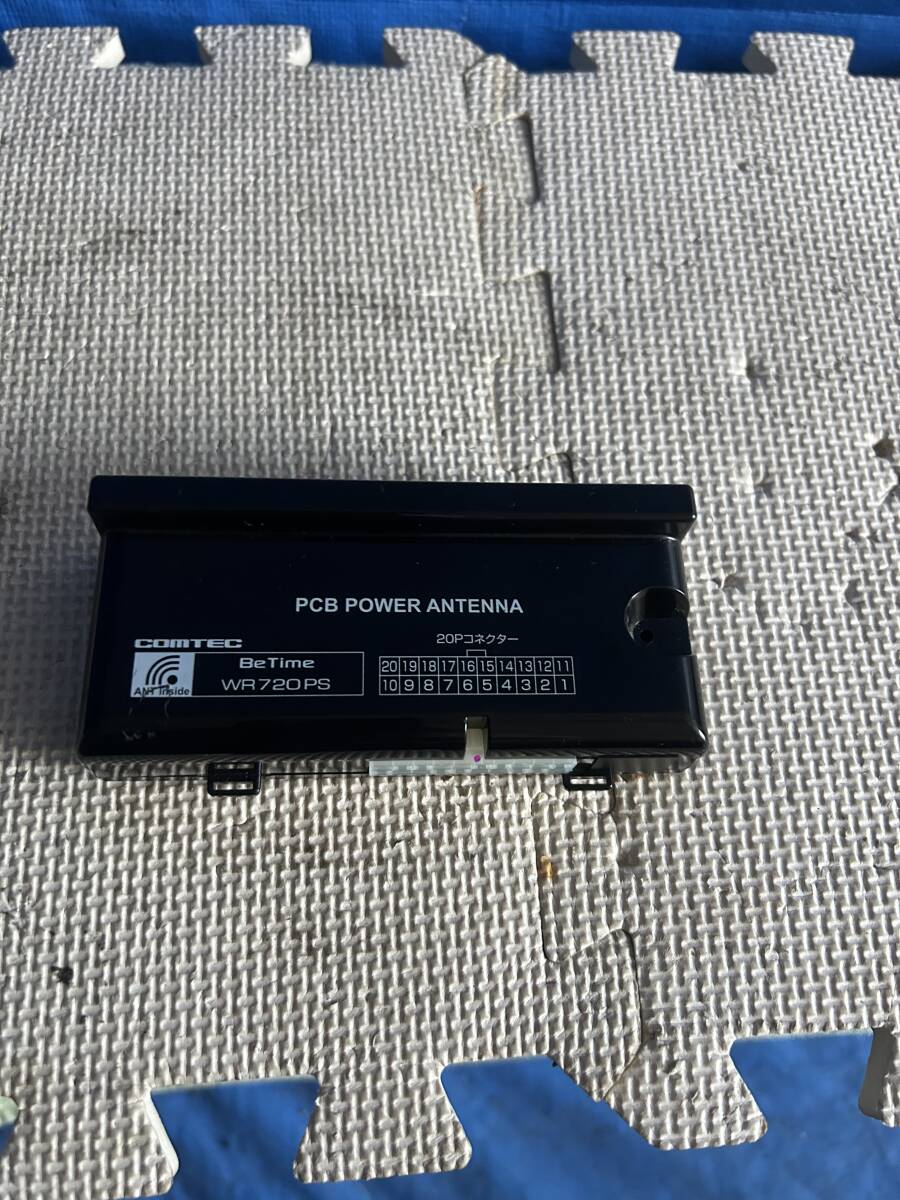 PCB POWER ANTENNA
COMTEC
ANT Inside
BeTime
WR720PS
20Pコネクター
20 19 18 17 16 15 14 13 12 11
10 9 8 7 6 5 4 3 2 1